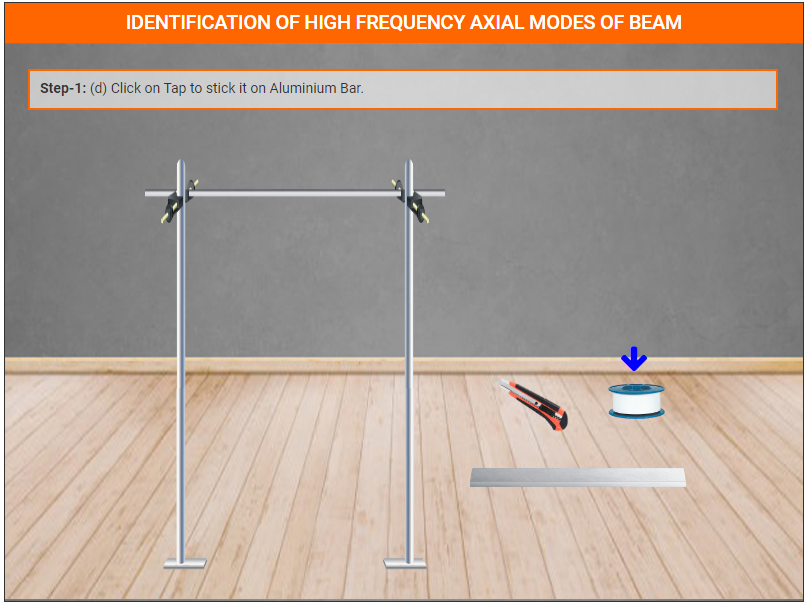 IDENTIFICATION OF HIGH FREQUENCY AXIAL MODES OF BEAM
Step-1: (d) Click on Tap to stick it on Aluminium Bar.